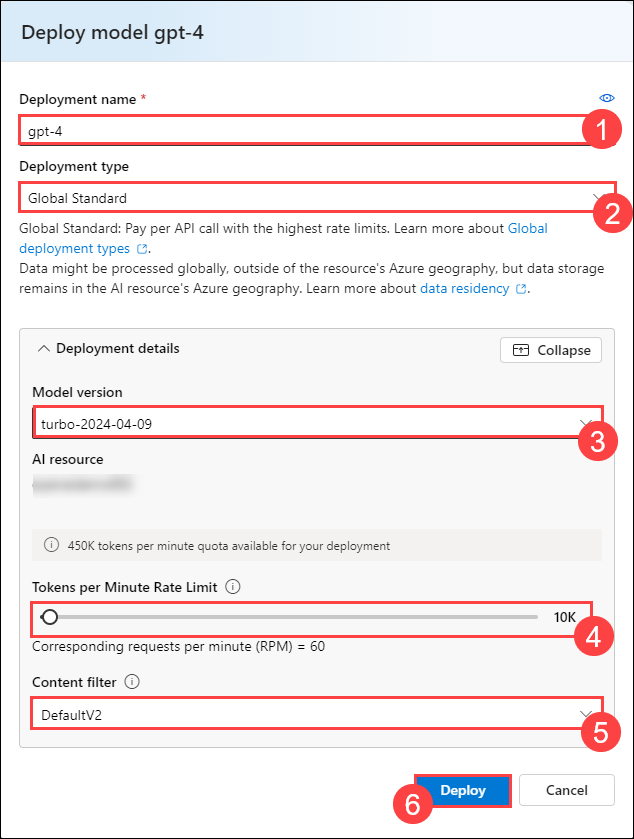 Deploy model gpt-4
Deployment name *
gpt-4
1
Deployment type
Global Standard
2
Global Standard: Pay per API call with the highest rate limits. Learn more about Global
deployment types.
Data might be processed globally, outside of the resource's Azure geography, but data storage
remains in the AI resource's Azure geography. Learn more about data residency.
Deployment details
Collapse
Model version
turbo-2024-04-09
3
AI resource
450K tokens per minute quota available for your deployment
Tokens per Minute Rate Limit
10K
4
Corresponding requests per minute (RPM) = 60
Content filter
DefaultV2
5
6
Deploy
Cancel